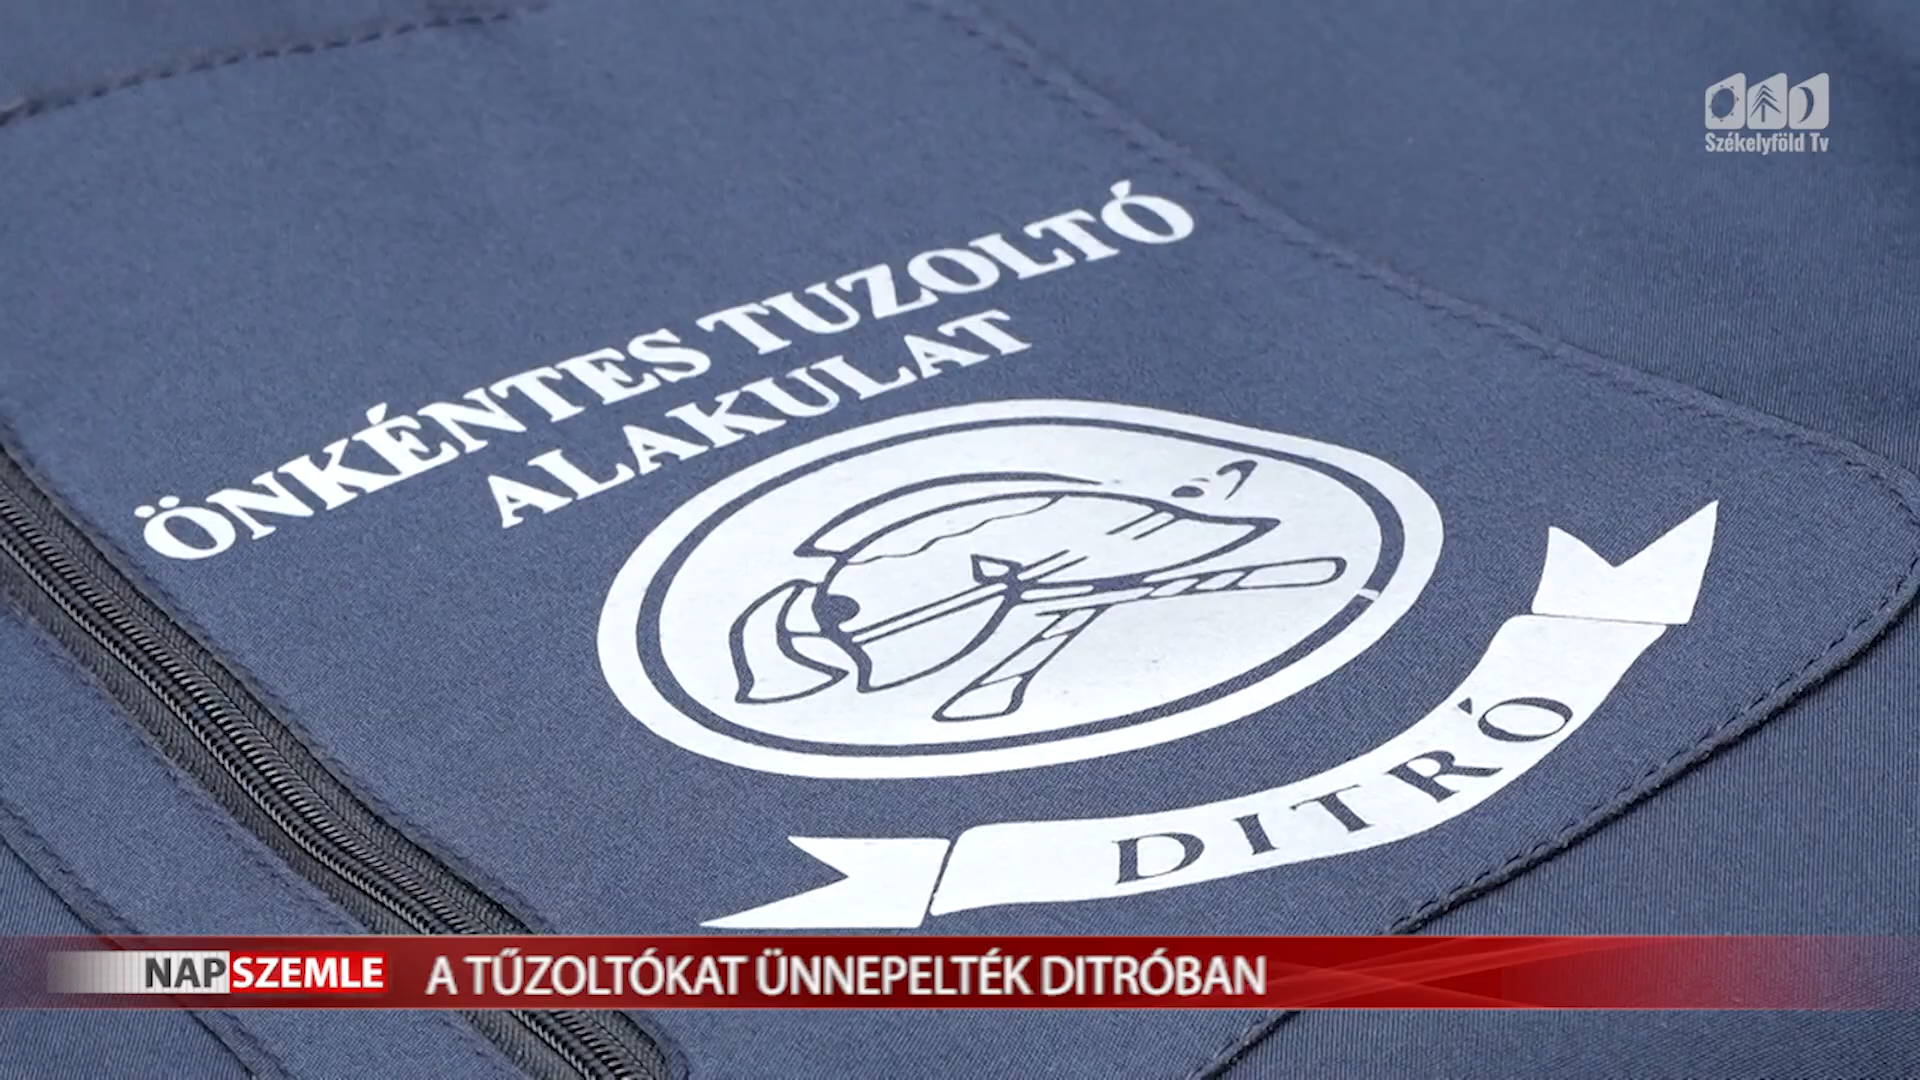 Székelyföld Tv
ÖNKÉNTES TUZOLTÓ
ALAKULAT
DITRÓ
NAPSZEMLE A TŰZOLTÓKAT ÜNNEPELTÉK DITRÓBAN